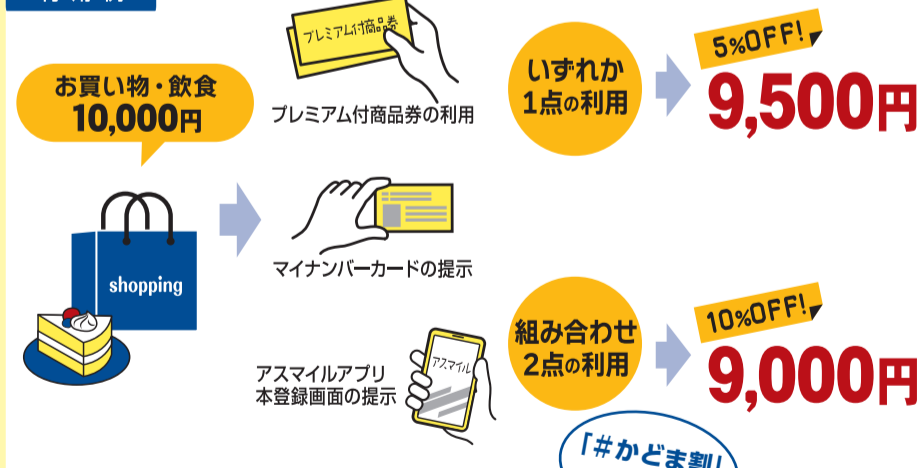 お買い物・飲食
10,000円
shopping
プレミアム付商品券
プレミアム付商品券の利用
マイナンバーカードの提示
アスマイル
アスマイルアプリ
本登録画面の提示
いずれか
1点の利用
5%OFF!
9,500円
組み合わせ
2点の利用
10%OFF!
9,000円
「#かどま割」